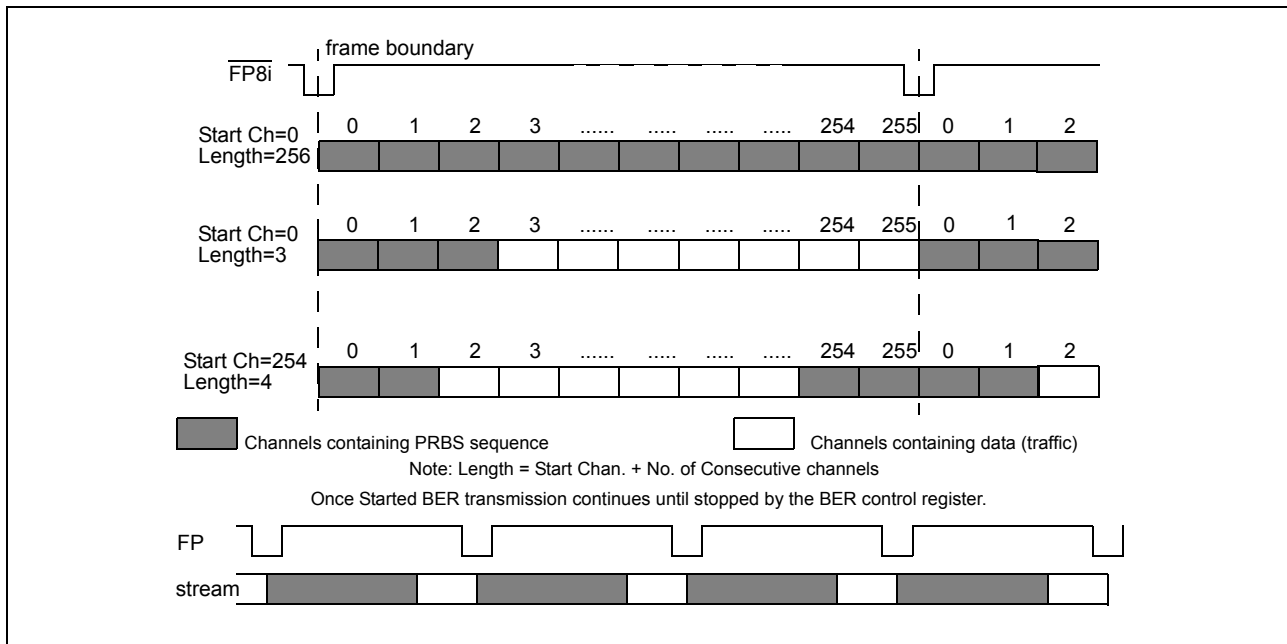 frame boundary
FP8i
0 1 2 3 ...... ..... ..... ..... 254 255 0 1 2
Start Ch=0
Length=256
0 1 2 3 ...... ..... ..... ..... 254 255 0 1 2
Start Ch=0
Length=3
0 1 2 3 ...... ..... ..... ..... 254 255 0 1 2
Start Ch=254
Length=4
Channels containing PRBS sequence
Channels containing data (traffic)
Note: Length = Start Chan. + No. of Consecutive channels
Once Started BER transmission continues until stopped by the BER control register.
FP
stream